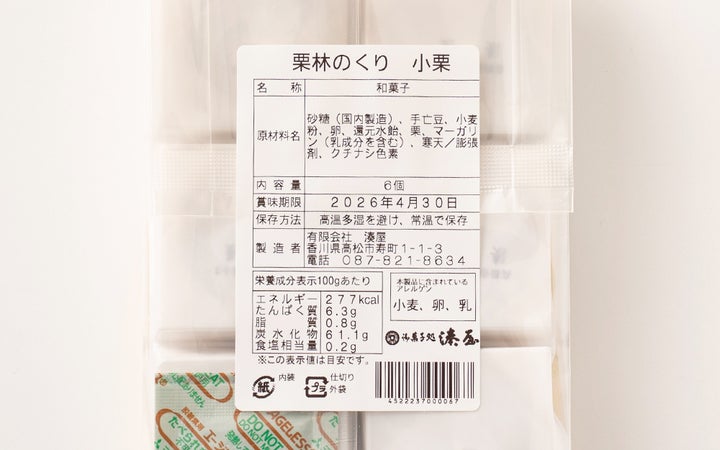 栗林のくり 小栗
名称 和菓子
原材料名 砂糖（国内製造）、手亡豆、小麦
粉、卵、還元水飴、栗、マーガリ
ン（乳成分を含む）、寒天／膨張
剤、クチナシ色素
内容量 6個
賞味期限 2026年4月30日
保存方法 高温多湿を避け、常温で保存
製造者 有限会社 湊屋
香川県高松市寿町1-1-3
電話 087-821-8634
栄養成分表示100gあたり
エネルギー 277kcal
たんぱく質 6.3g
脂質 0.8g
炭水化物 61.1g
食塩相当量 0.2g
※この表示値は目安です。
本製品に含まれている
アレルゲン
小麦、卵、乳
御菓子処 湊屋
紙 内装
プラ 仕切り
外袋
4522237000067
AGELESS
DO NOT